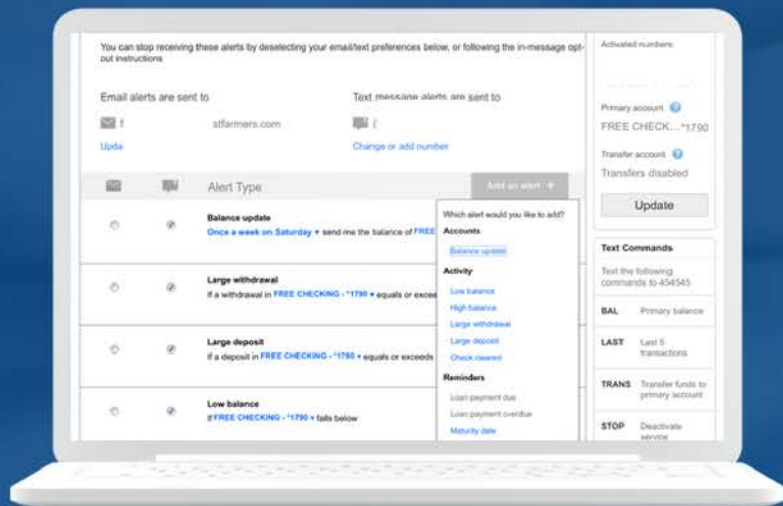 You can stop receiving these alerts by deselecting your email/text preferences below, or following the in-message opt-
out instructions
Email alerts are sent to
Text message alerts are sent to
stfarmers.com
Upda
Change or add number
Alert Type
Add an alert +
Balance update
Once a week on Saturday ▾ send me the balance of FREE
Large withdrawal
If a withdrawal in FREE CHECKING - *1790 ▾ equals or excee
Large deposit
If a deposit in FREE CHECKING - *1790 ▾ equals or exceeds
Low balance
If FREE CHECKING - *1790 ▾ falls below
Which alert would you like to add?
Accounts
Balance update
Activity
Low balance
High balance
Large withdrawal
Large deposit
Check cleared
Reminders
Loan payment due
Loan payment overdue
Maturity date
Activated numbers
Primary account ?
FREE CHECK...*1790
Transfer account ?
Transfers disabled
Update
Text Commands
Text the following
commands to 454545
BAL Primary balance
LAST Last 5
transactions
TRANS Transfer funds to
primary account
STOP Deactivate
service